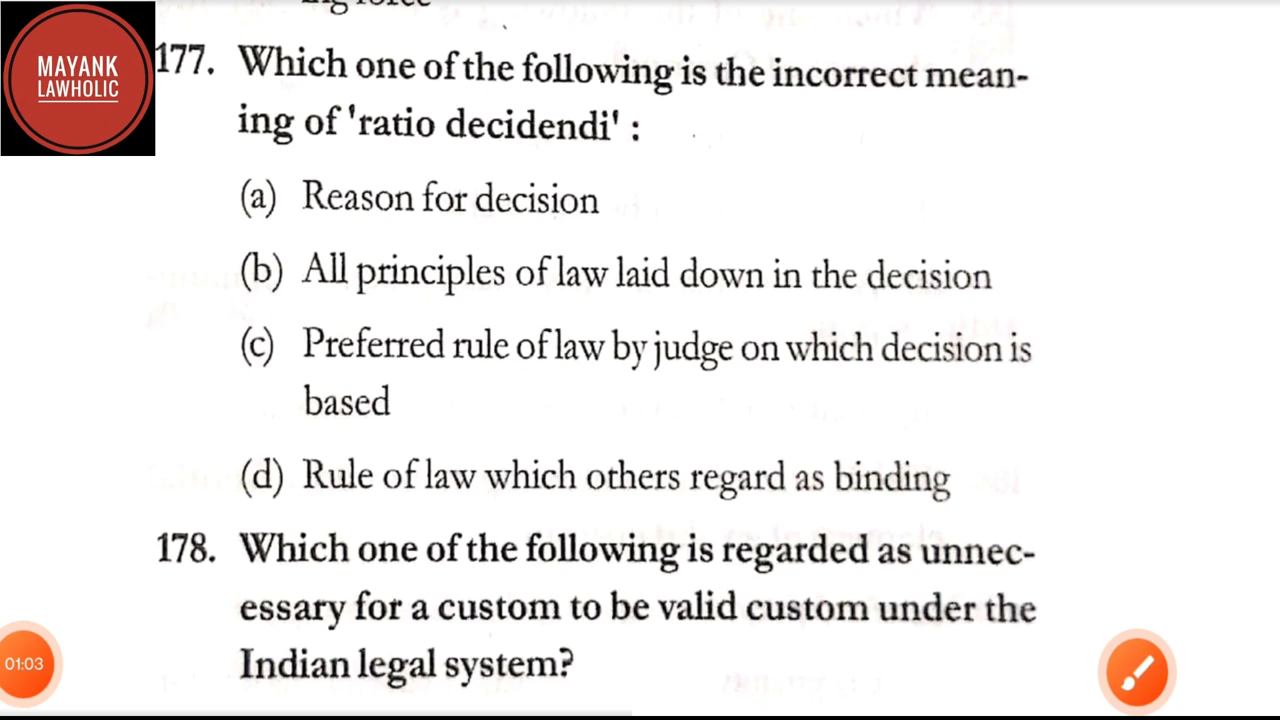 ing force
MAYANK
LAWHOLIC
177. Which one of the following is the incorrect mean-
ing of 'ratio decidendi' :
(a) Reason for decision
(b) All principles of law laid down in the decision
(c) Preferred rule of law by judge on which decision is
based
(d) Rule of law which others regard as binding
178. Which one of the following is regarded as unnec-
essary for a custom to be valid custom under the
Indian legal system?
01:03